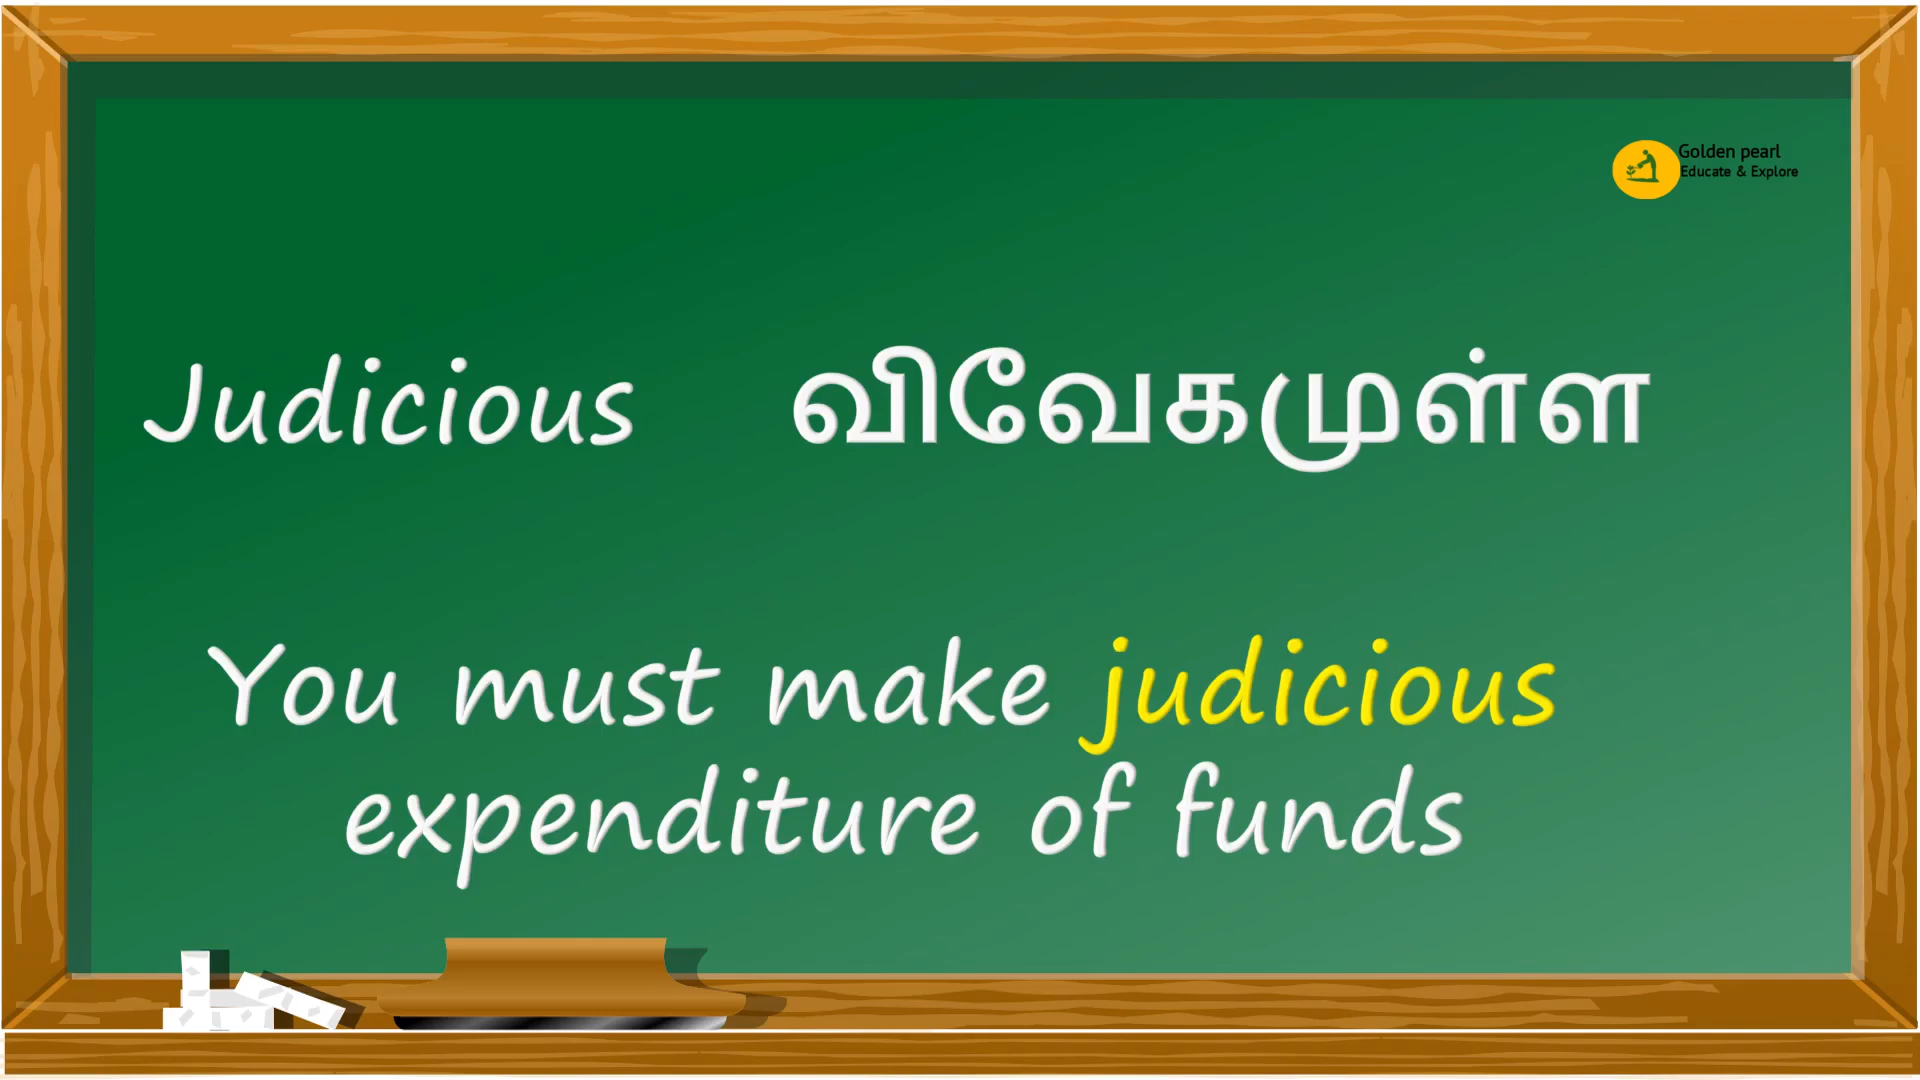 Golden pearl
Educate & Explore
Judicious விவேகமுள்ள
You must make judicious
expenditure of funds